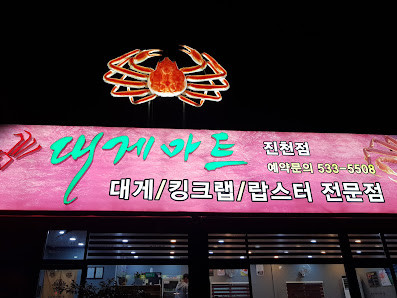 대게마트 진천점
예약문의 533-5508
대게/킹크랩/랍스터 전문점